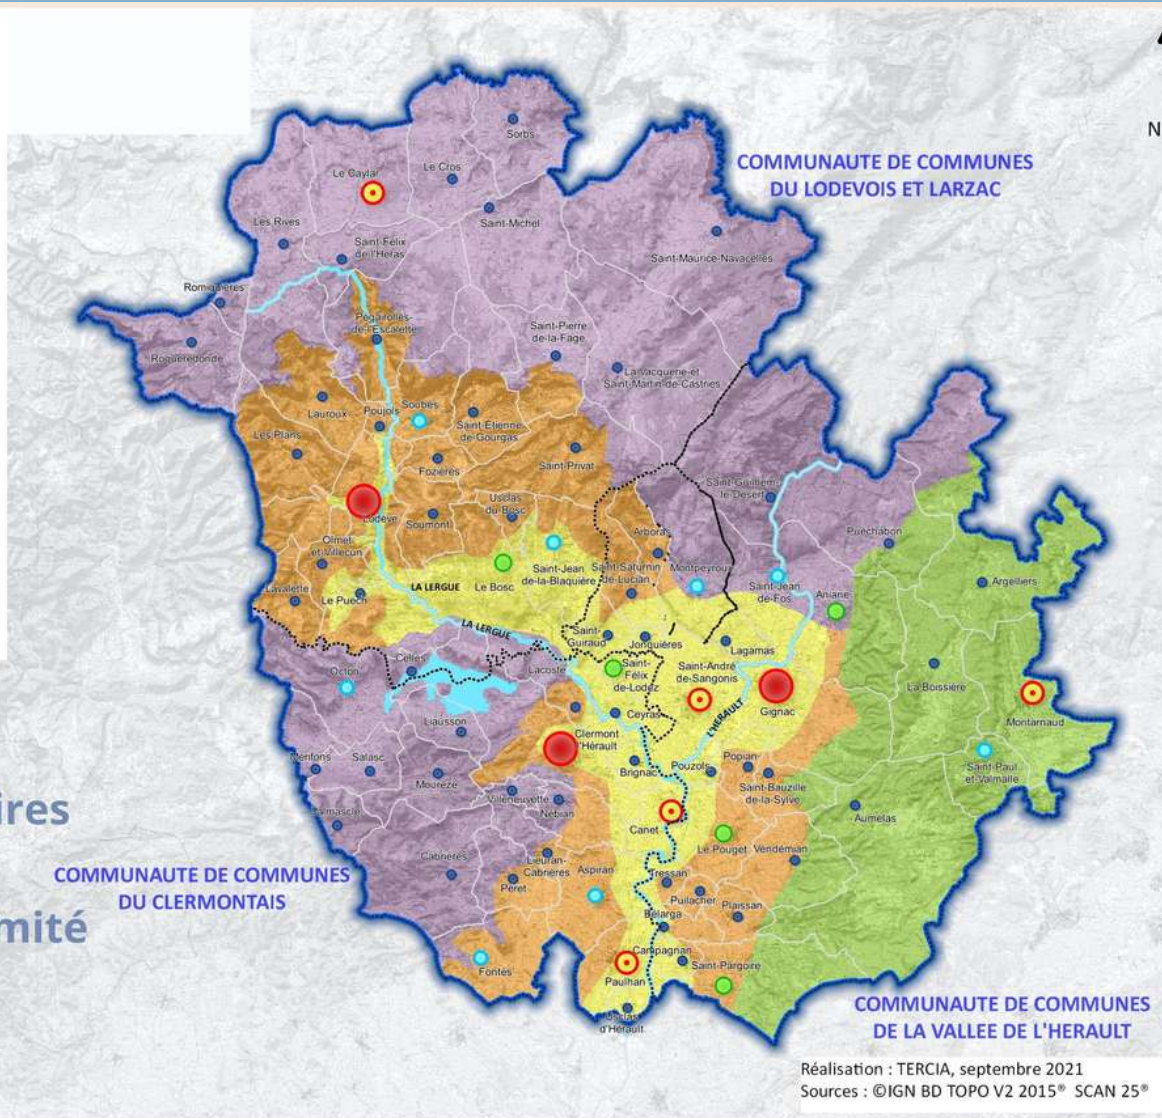 N
COMMUNAUTE DE COMMUNES
DU LODEVOIS ET LARZAC
Sorbs
Le Caylar
Le Cros
Les Rives
Saint-Michel
Saint-Félix
de l'Héras
Saint-Maurice-Navacelles
Romiguières
Pégairolles-
de-l'Escalette
Saint-Pierre
de-la-Fage
Roqueredonde
La Vacquerie-et
Saint-Martin-de-Castries
Lauroux
Poujols
Soubès
Saint-Etienne
de-Gourgas
Les Plans
Fozières
Saint-Privat
Saint-Guilhem
le-Désert
Usclas
du-Bosc
Lodève
Soumont
Arboras
Puéchabon
Olmet
et-Villecun
Saint-Jean
de-la-Blaquière
Saint-Saturnin
de-Lucian
Montpeyroux
Argelliers
Lavalette
Le Puech
LA LERGUE
Le Bosc
Saint-Jean
de-Fos
Aniane
LA LERGUE
Saint-
Guiraud
Jonquières
Lagamas
Celles
Lacoste
Octon
Saint-
Félix
de-Lodez
Saint-André
de-Sangonis
La Boissière
Liausson
Ceyras
L'HERAULT
Gignac
Montarnaud
Clermont
l'Hérault
Mérifons
Salasc
Mourèze
Brignac
Pouzols
Popian
Saint-Paul
et-Valmalle
Saint-Bauzille
de-la-Sylve
Villeneuvette
Nébian
ires
Aumelas
Canet
Le Pouget
Vendémian
Cabrières
Lieuran-
Cabrières
Péret
Aspiran
Tressan
Puilacher
Plaissan
COMMUNAUTE DE COMMUNES
DU CLERMONTAIS
mité
Bélarga
Campagnan
Fontès
Paulhan
Saint-Pargoire
Usclas
d'Hérault
COMMUNAUTE DE COMMUNES
DE LA VALLEE DE L'HERAULT
Réalisation : TERCIA, septembre 2021
Sources : ©IGN BD TOPO V2 2015® SCAN 25®